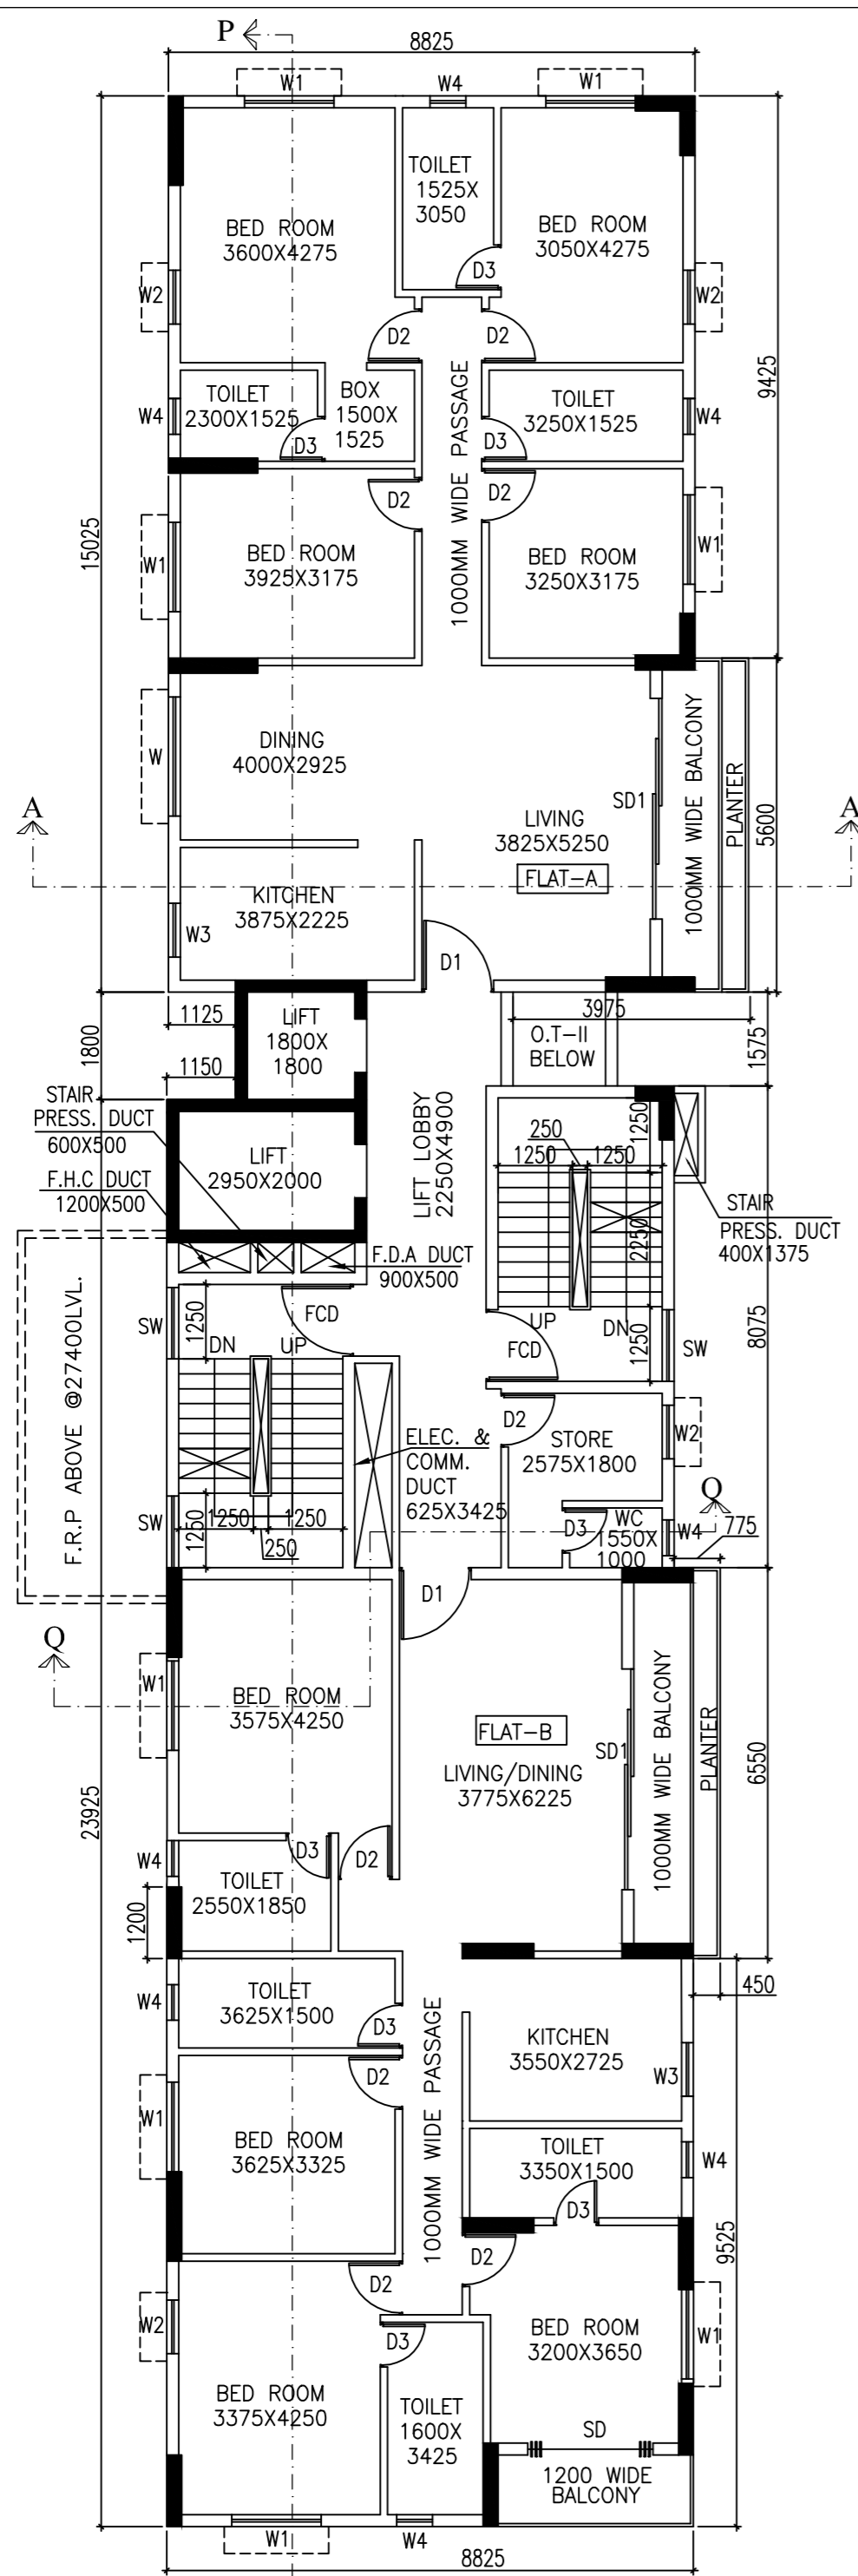 P
8825
W1
W4
W1
TOILET
1525X
3050
BED ROOM
3600X4275
BED ROOM
3050X4275
D3
W2
W2
D2
D2
9425
TOILET
2300X1525
BOX
1500X
1525
TOILET
3250X1525
W4
W4
D3
D3
1000MM WIDE PASSAGE
D2
D2
15025
BED ROOM
3925X3175
BED ROOM
3250X3175
W1
W1
DINING
4000X2925
W
SD1
1000MM WIDE BALCONY
PLANTER
5600
A
A
LIVING
3825X5250
FLAT-A
KITCHEN
3875X2225
W3
D1
1125
LIFT
1800X
1800
3975
O.T-II
BELOW
1575
1800
1150
STAIR
PRESS. DUCT
600X500
F.H.C DUCT
1200X500
LIFT
2950X2000
LIFT LOBBY
2250X4900
250
1250
1250
1250
2250
STAIR
PRESS. DUCT
400X1375
F.D.A DUCT
900X500
F.R.P ABOVE @27400LVL.
SW
1250
FCD
DN
UP
UP
DN
FCD
1250
SW
8075
D2
STORE
2575X1800
W2
ELEC. &
COMM.
DUCT
625X3425
Q
SW
1250
1250
1250
250
D3
WC
1550X
1000
W4
775
D1
Q
W1
BED ROOM
3575X4250
FLAT-B
LIVING/DINING
3775X6225
SD1
1000MM WIDE BALCONY
PLANTER
6550
23925
W4
D3
D2
TOILET
2550X1850
1200
W4
TOILET
3625X1500
D3
450
KITCHEN
3550X2725
W3
D2
1000MM WIDE PASSAGE
W1
BED ROOM
3625X3325
TOILET
3350X1500
W4
D3
9525
D2
D2
W2
BED ROOM
3200X3650
W1
D3
BED ROOM
3375X4250
TOILET
1600X
3425
SD
1200 WIDE
BALCONY
W1
W4
8825